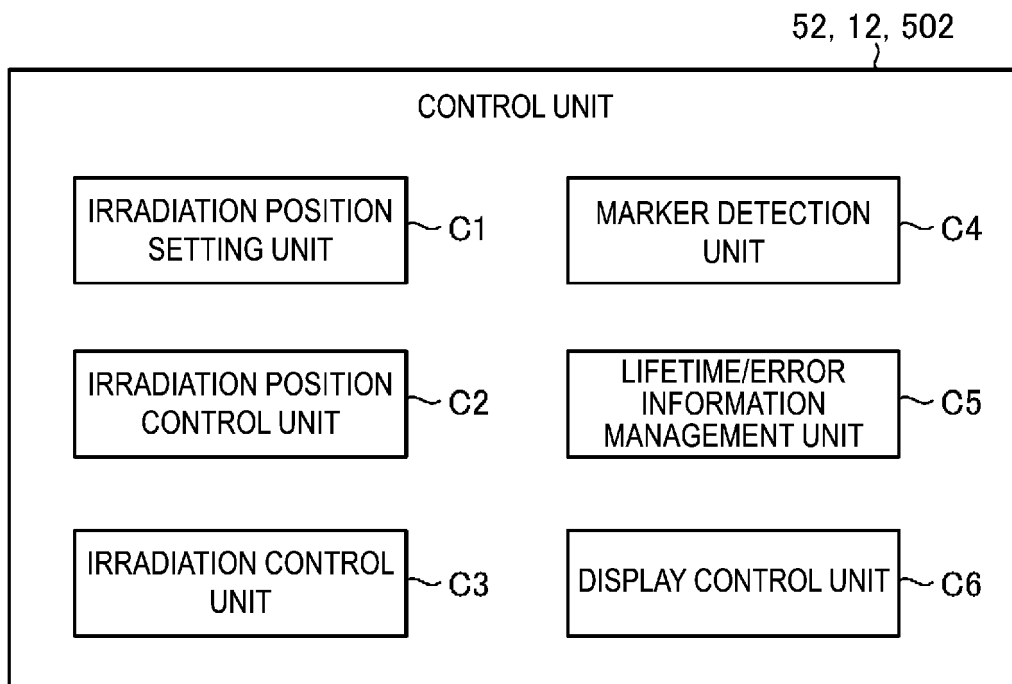 52, 12, 502
CONTROL UNIT
IRRADIATION POSITION
SETTING UNIT
C1
IRRADIATION POSITION
CONTROL UNIT
C2
IRRADIATION CONTROL
UNIT
C3
MARKER DETECTION
UNIT
C4
LIFETIME/ERROR
INFORMATION
MANAGEMENT UNIT
C5
DISPLAY CONTROL UNIT
C6